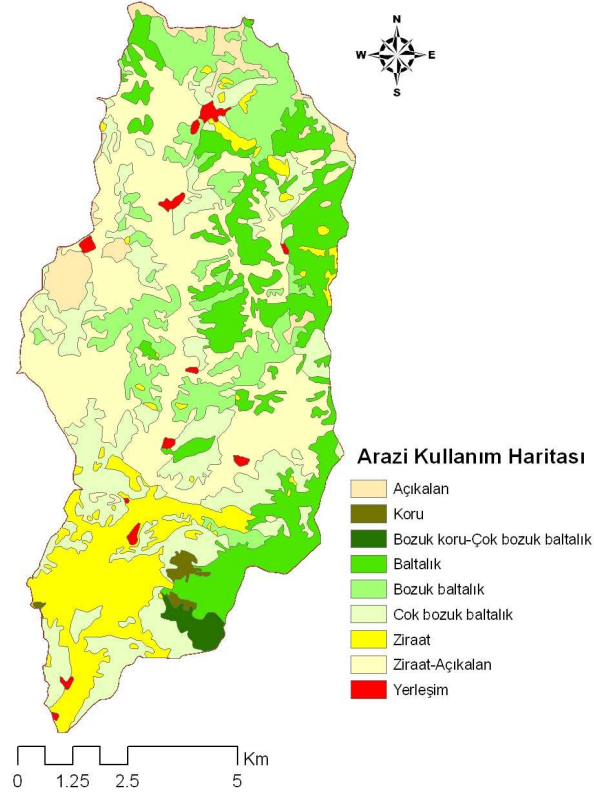 N
W E
S
Arazi Kullanım Haritası
Açıkalan
Koru
Bozuk koru-Çok bozuk baltalık
Baltalık
Bozuk baltalık
Cok bozuk baltalık
Ziraat
Ziraat-Açıkalan
Yerleşim
Km
0 1.25 2.5 5